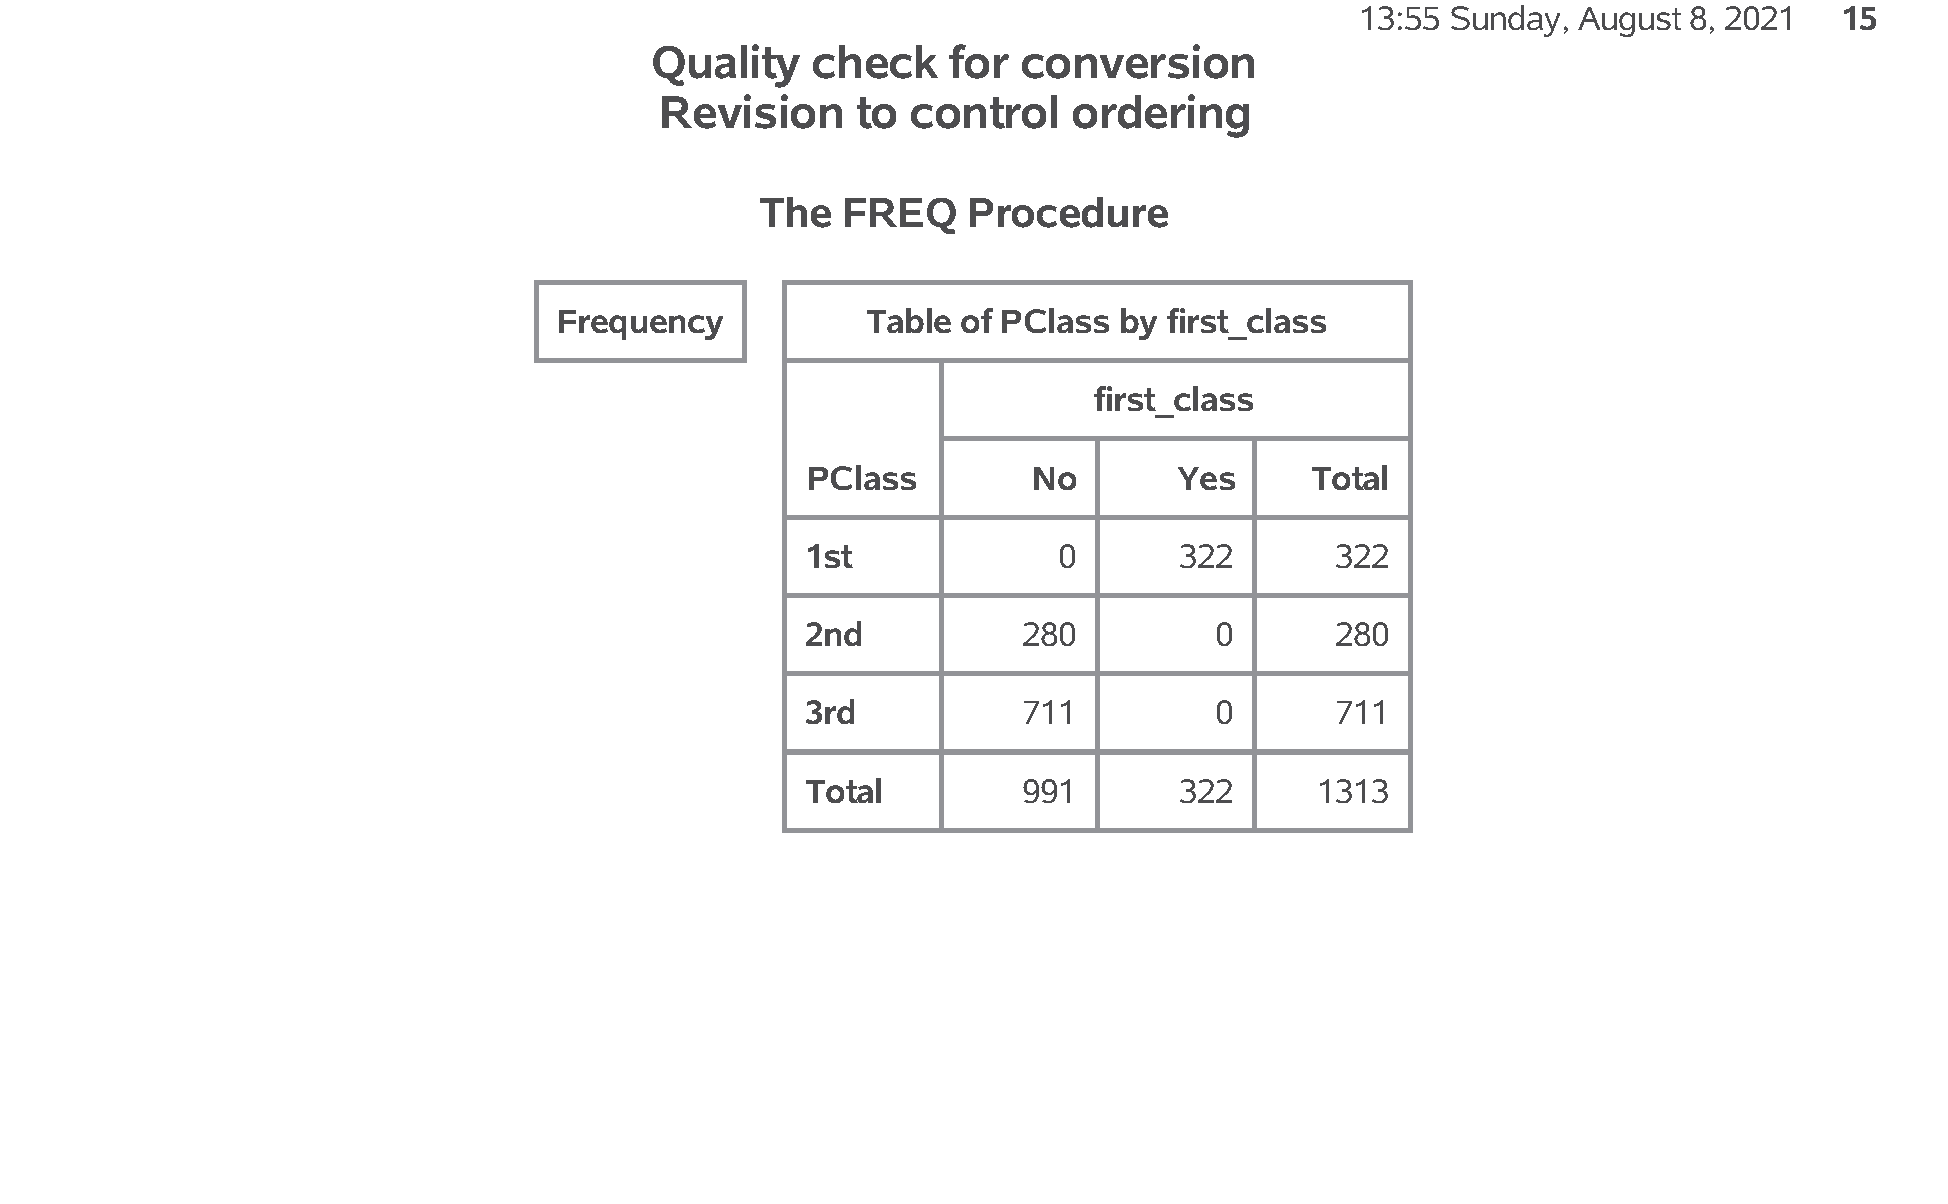 13:55 Sunday, August 8, 2021 15
Quality check for conversion
Revision to control ordering
The FREQ Procedure
Frequency
Table of PClass by first_class
first_class
PClass No Yes Total
1st 0 322 322
2nd 280 0 280
3rd 711 0 711
Total 991 322 1313